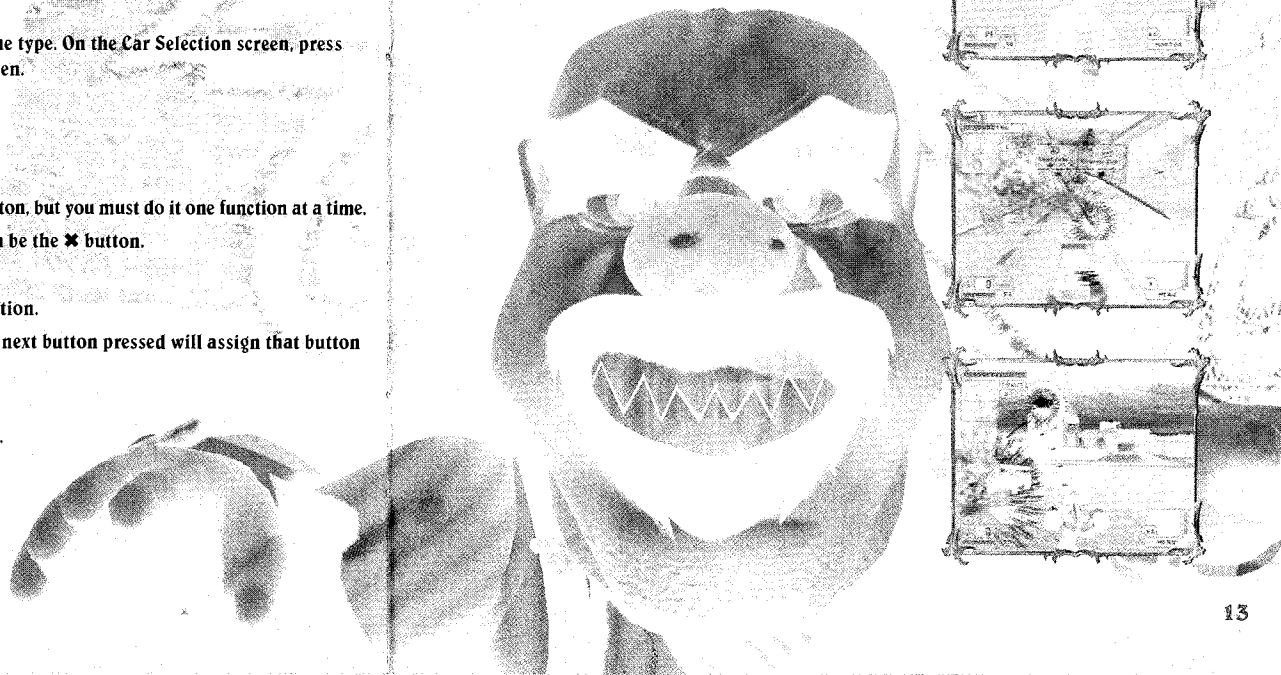 ue type. On the Car Selection screen, press
en.
ton, but you must do it one function at a time.
be the ✖ button.
tion.
next button pressed will assign that button
.
13